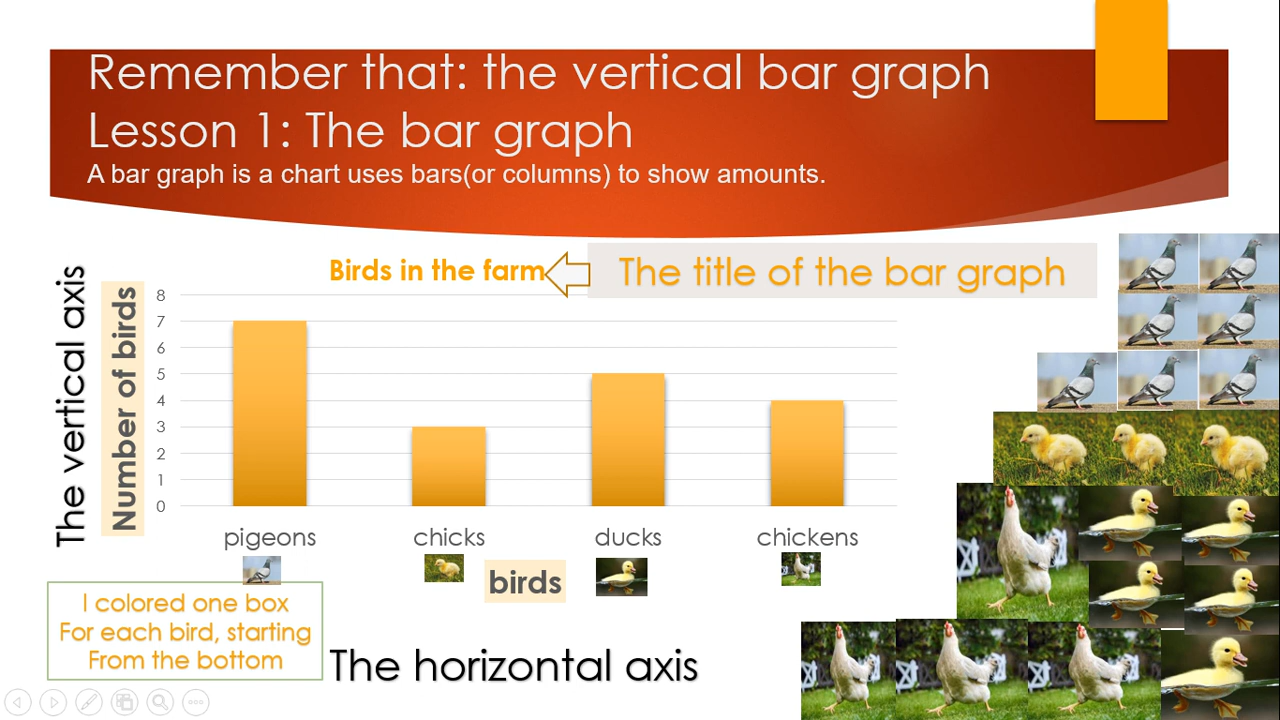 Remember that: the vertical bar graph
Lesson 1: The bar graph
A bar graph is a chart uses bars(or columns) to show amounts.
Birds in the farm
The title of the bar graph
The vertical axis
Number of birds
8
7
6
5
4
3
2
1
0
pigeons chicks ducks chickens
birds
I colored one box
For each bird, starting
From the bottom
The horizontal axis